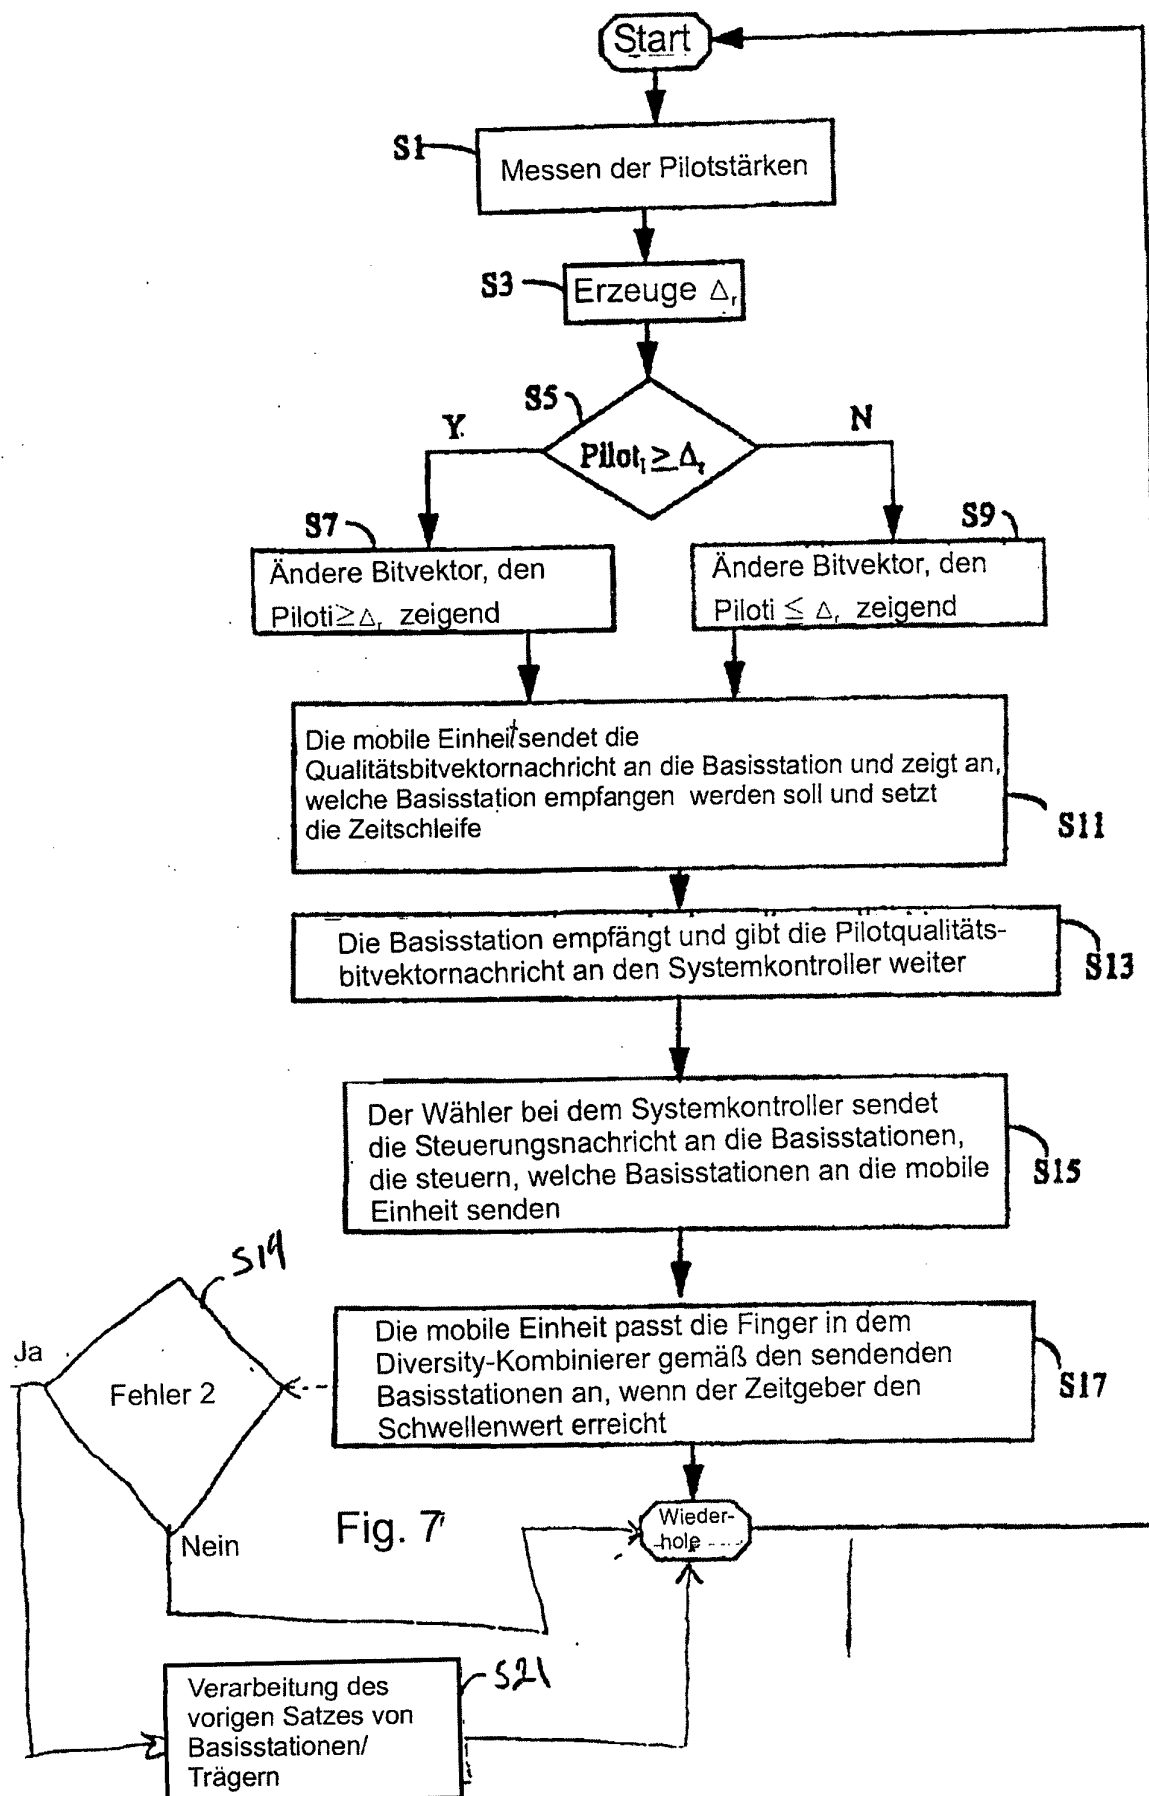 Start
S1
Messen der Pilotstärken
S3
Erzeuge Δr
S5
Y
N
Piloti ≥ Δr
S7
S9
Ändere Bitvektor, den
Piloti ≥ Δr zeigend
Ändere Bitvektor, den
Piloti ≤ Δr zeigend
Die mobile Einheit sendet die
Qualitätsbitvektornachricht an die Basisstation und zeigt an,
welche Basisstation empfangen werden soll und setzt
die Zeitschleife
S11
Die Basisstation empfängt und gibt die Pilotqualitäts-
bitvektornachricht an den Systemkontroller weiter
S13
Der Wähler bei dem Systemkontroller sendet
die Steuerungsnachricht an die Basisstationen,
die steuern, welche Basisstationen an die mobile
Einheit senden
S15
S19
Ja
Fehler 2
Nein
Die mobile Einheit passt die Finger in dem
Diversity-Kombinierer gemäß den sendenden
Basisstationen an, wenn der Zeitgeber den
Schwellenwert erreicht
S17
Fig. 7
Wieder-
hole
S21
Verarbeitung des
vorigen Satzes von
Basisstationen/
Trägern